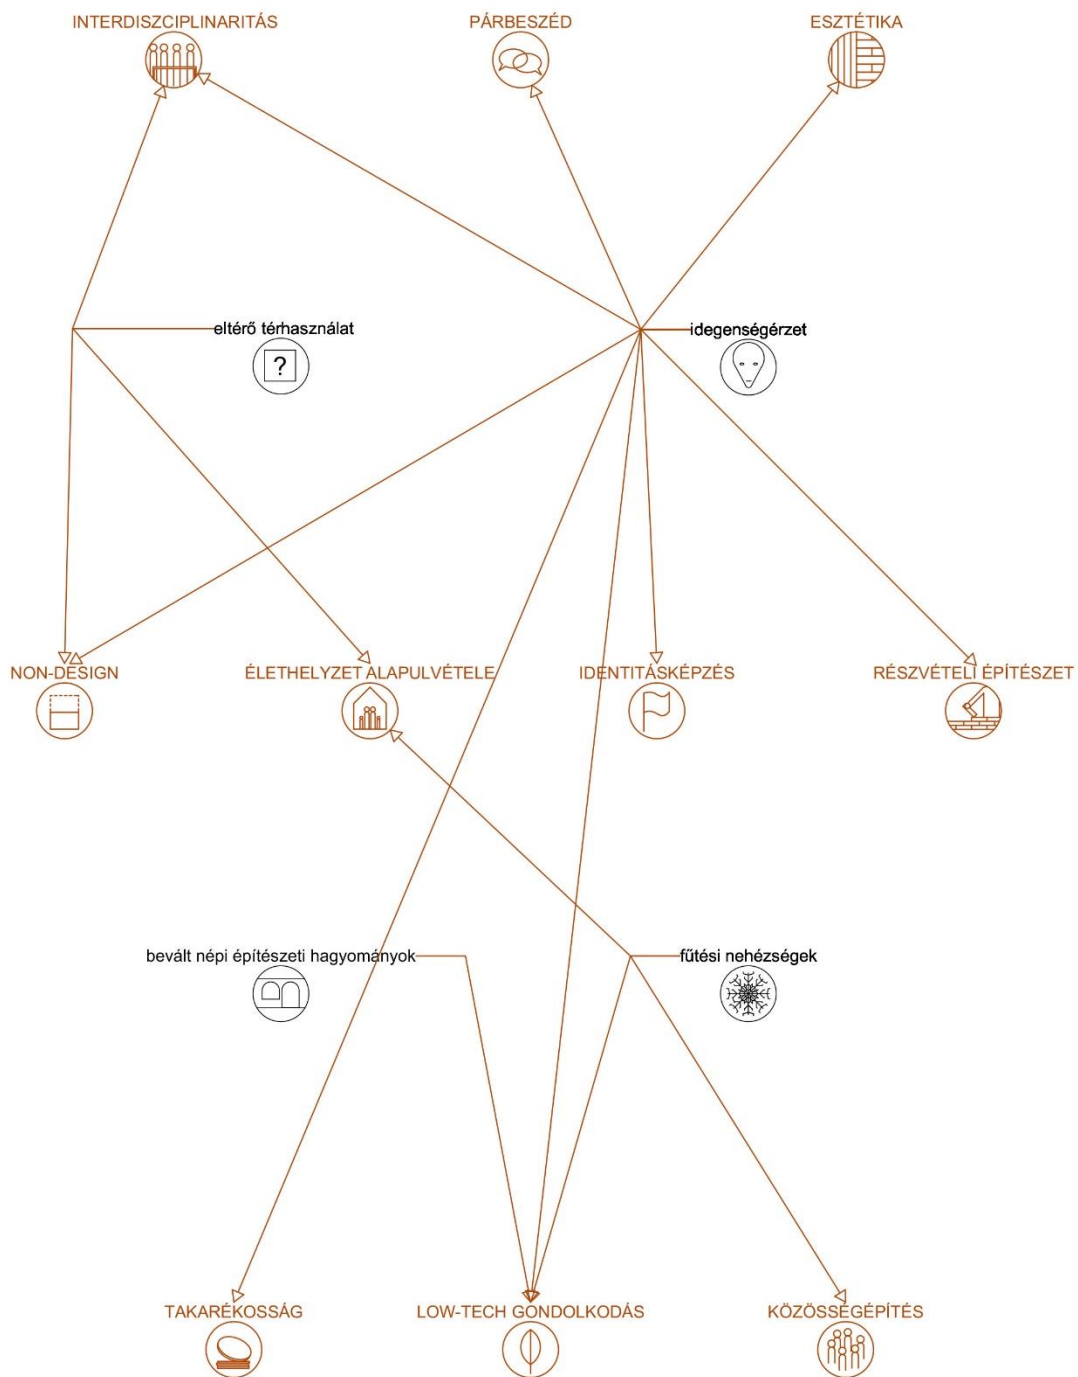 INTERDISZCIPLINARITÁS
PÁRBESZÉD
ESZTÉTIKA
eltérő térhasználat
?
idegenségérzet
NON-DESIGN
ÉLETHELYZET ALAPULVÉTELE
IDENTITÁSKÉPZÉS
RÉSZVÉTELI ÉPÍTÉSZET
bevált népi építészeti hagyományok
fűtési nehézségek
TAKARÉKOSSÁG
LOW-TECH GONDOLKODÁS
KÖZÖSSÉGÉPÍTÉS